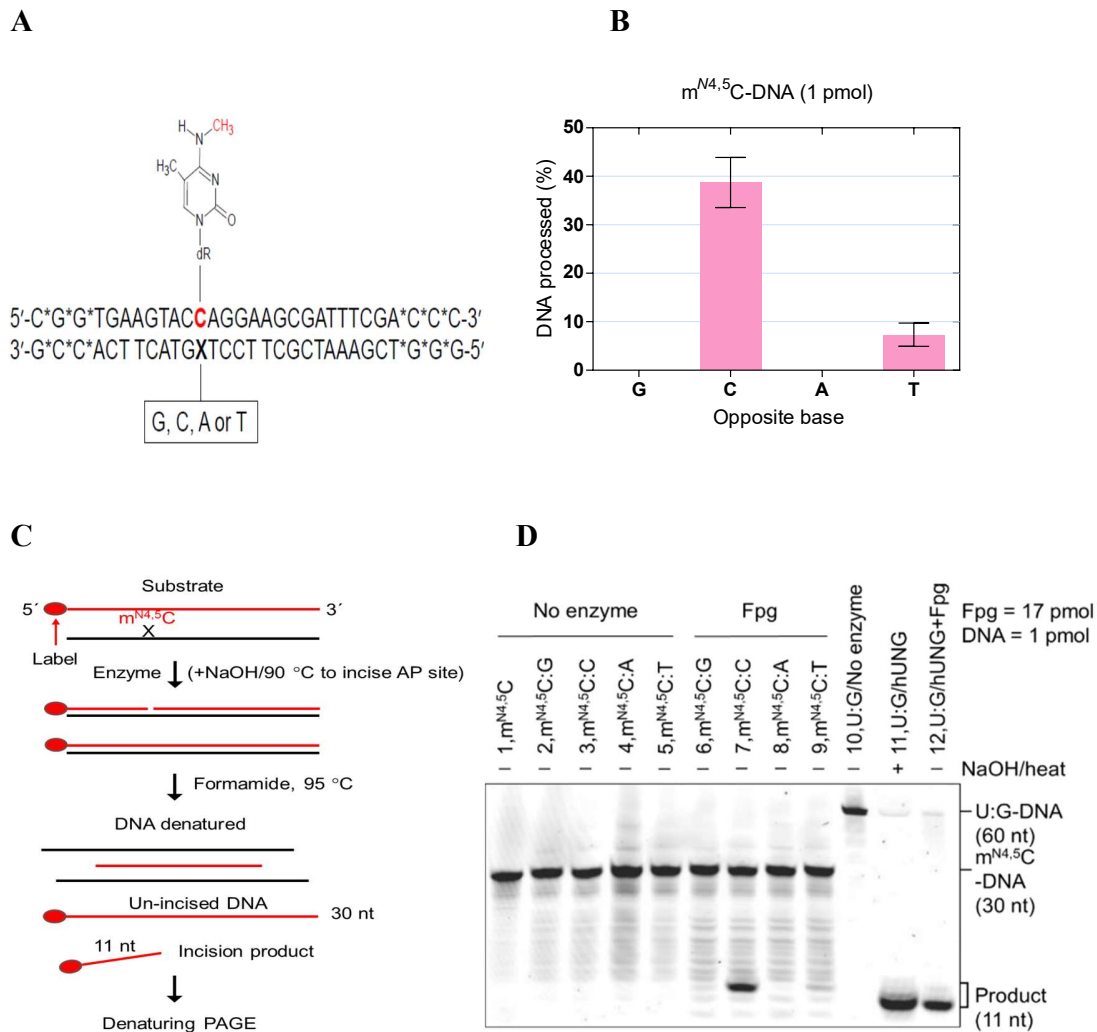 A
H
N
CH₃
H₃C
N
N
O
dR
5′-C*G*G*TGAAGTACCAGGAAGCGATTTCGA*C*C*C-3′
3′-G*C*C*ACT TCATGXTCCT TCGCTAAAGCT*G*G*G-5′
G, C, A or T
B
m^N4,5C-DNA (1 pmol)
50
40
30
20
10
0
DNA processed (%)
G C A T
Opposite base
C
Substrate
5′ 3′
m^N4,5C
X
Label
Enzyme (+NaOH/90 °C to incise AP site)
Formamide, 95 °C
DNA denatured
Un-incised DNA
30 nt
11 nt
Incision product
Denaturing PAGE
D
No enzyme
Fpg
Fpg = 17 pmol
DNA = 1 pmol
1,m^N4,5C
2,m^N4,5C:G
3,m^N4,5C:C
4,m^N4,5C:A
5,m^N4,5C:T
6,m^N4,5C:G
7,m^N4,5C:C
8,m^N4,5C:A
9,m^N4,5C:T
10,U:G/No enzyme
11,U:G/hUNG
12,U:G/hUNG+Fpg
– – – – – – – – – – + – NaOH/heat
U:G-DNA
(60 nt)
m^N4,5C
-DNA
(30 nt)
Product
(11 nt)